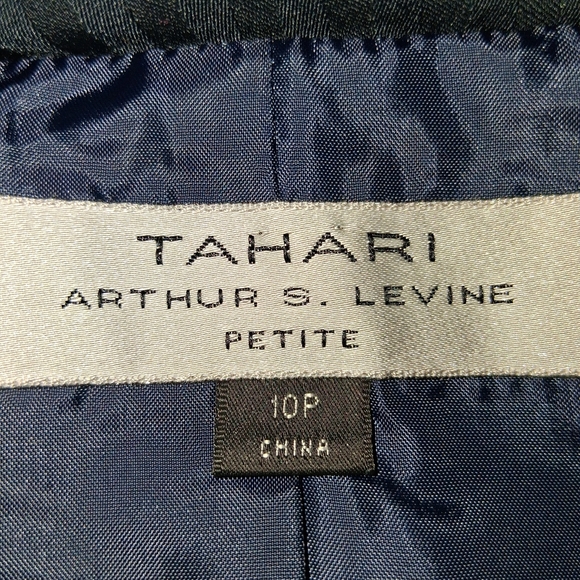 TAHARI
ARTHUR S. LEVINE
PETITE
10P
CHINA